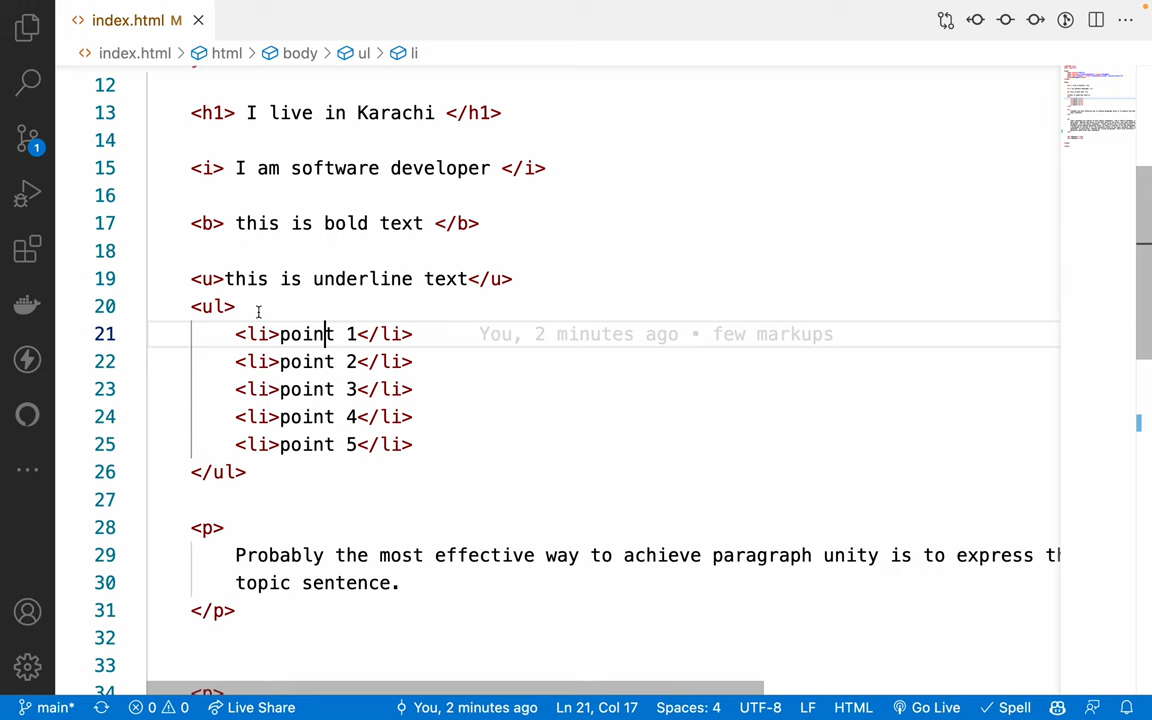 <> index.html M ×
<> index.html > html > body > ul > li
12
13 <h1> I live in Karachi </h1>
14
15 <i> I am software developer </i>
16
17 <b> this is bold text </b>
18
19 <u>this is underline text</u>
20 <ul>
21 <li>point 1</li> You, 2 minutes ago • few markups
22 <li>point 2</li>
23 <li>point 3</li>
24 <li>point 4</li>
25 <li>point 5</li>
26 </ul>
27
28 <p>
29 Probably the most effective way to achieve paragraph unity is to express
30 topic sentence.
31 </p>
32
33
34 <p>
1
main* 0 0 Live Share You, 2 minutes ago Ln 21, Col 17 Spaces: 4 UTF-8 LF HTML Go Live Spell